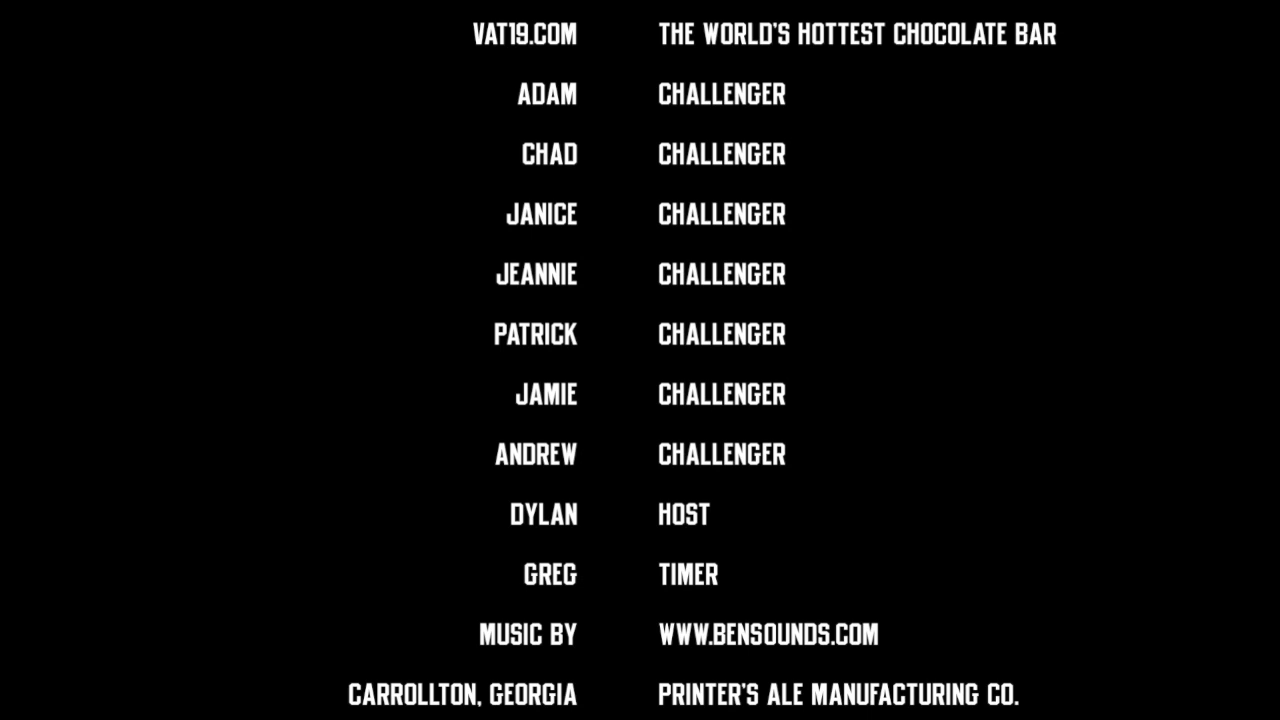 VAT19.COM THE WORLD'S HOTTEST CHOCOLATE BAR
ADAM CHALLENGER
CHAD CHALLENGER
JANICE CHALLENGER
JEANNIE CHALLENGER
PATRICK CHALLENGER
JAMIE CHALLENGER
ANDREW CHALLENGER
DYLAN HOST
GREG TIMER
MUSIC BY WWW.BENSOUNDS.COM
CARROLLTON, GEORGIA PRINTER'S ALE MANUFACTURING CO.